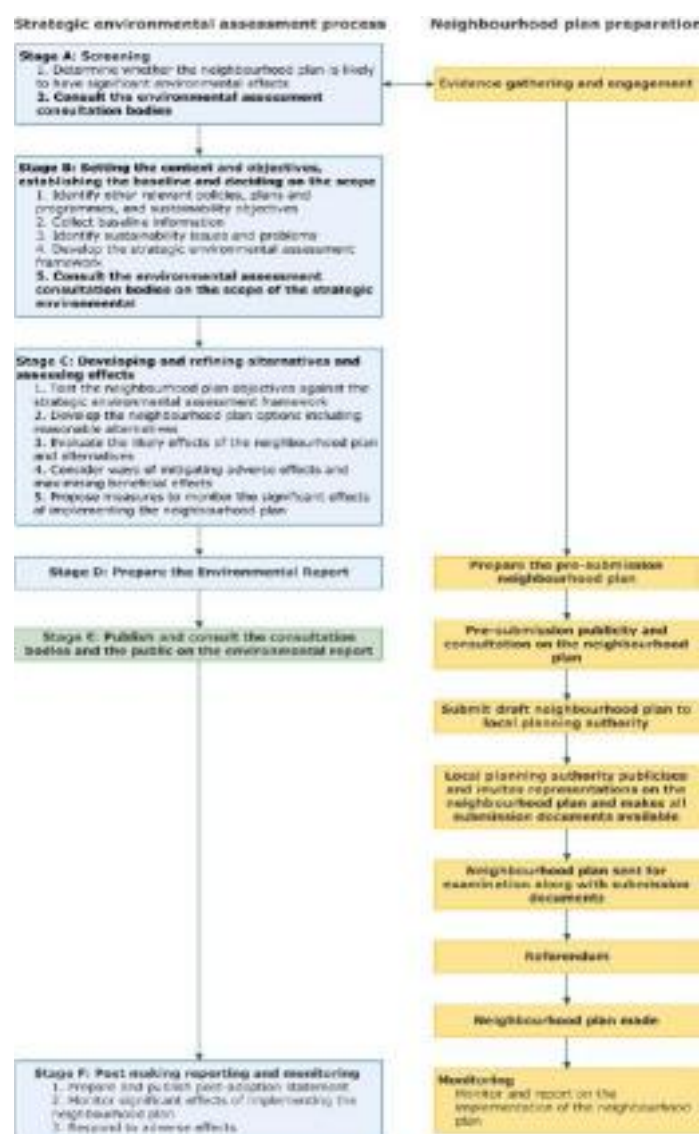 Strategic environmental assessment process
Neighbourhood plan preparation
Stage A: Screening
1. Determine whether the neighbourhood plan is likely
to have significant environmental effects
2. Consult the environmental assessment
consultation bodies
Evidence gathering and engagement
Stage B: Setting the context and objectives,
establishing the baseline and deciding on the scope
1. Identify other relevant policies, plans and
programmes, and sustainability objectives
2. Collect baseline information
3. Identify sustainability issues and problems
4. Develop the strategic environmental assessment
framework
5. Consult the environmental assessment
consultation bodies on the scope of the strategic
environmental
Stage C: Developing and refining alternatives and
assessing effects
1. Test the neighbourhood plan objectives against the
strategic environmental assessment framework
2. Develop the neighbourhood plan options including
reasonable alternatives
3. Evaluate the likely effects of the neighbourhood plan
and alternatives
4. Consider ways of mitigating adverse effects and
maximising beneficial effects
5. Propose measures to monitor the significant effects
of implementing the neighbourhood plan
Stage D: Prepare the Environmental Report
Prepare the pre-submission
neighbourhood plan
Stage E: Publish and consult the consultation
bodies and the public on the environmental report
Pre-submission publicity and
consultation on the neighbourhood
plan
Submit draft neighbourhood plan to
local planning authority
Local planning authority publicises
and invites representations on the
neighbourhood plan and makes all
submission documents available
Neighbourhood plan sent for
examination along with submission
documents
Referendum
Neighbourhood plan made
Stage F: Post making reporting and monitoring
1. Prepare and publish post-adoption statement
2. Monitor significant effects of implementing the
neighbourhood plan
3. Respond to adverse effects
Monitoring
Monitor and report on the
implementation of the neighbourhood
plan